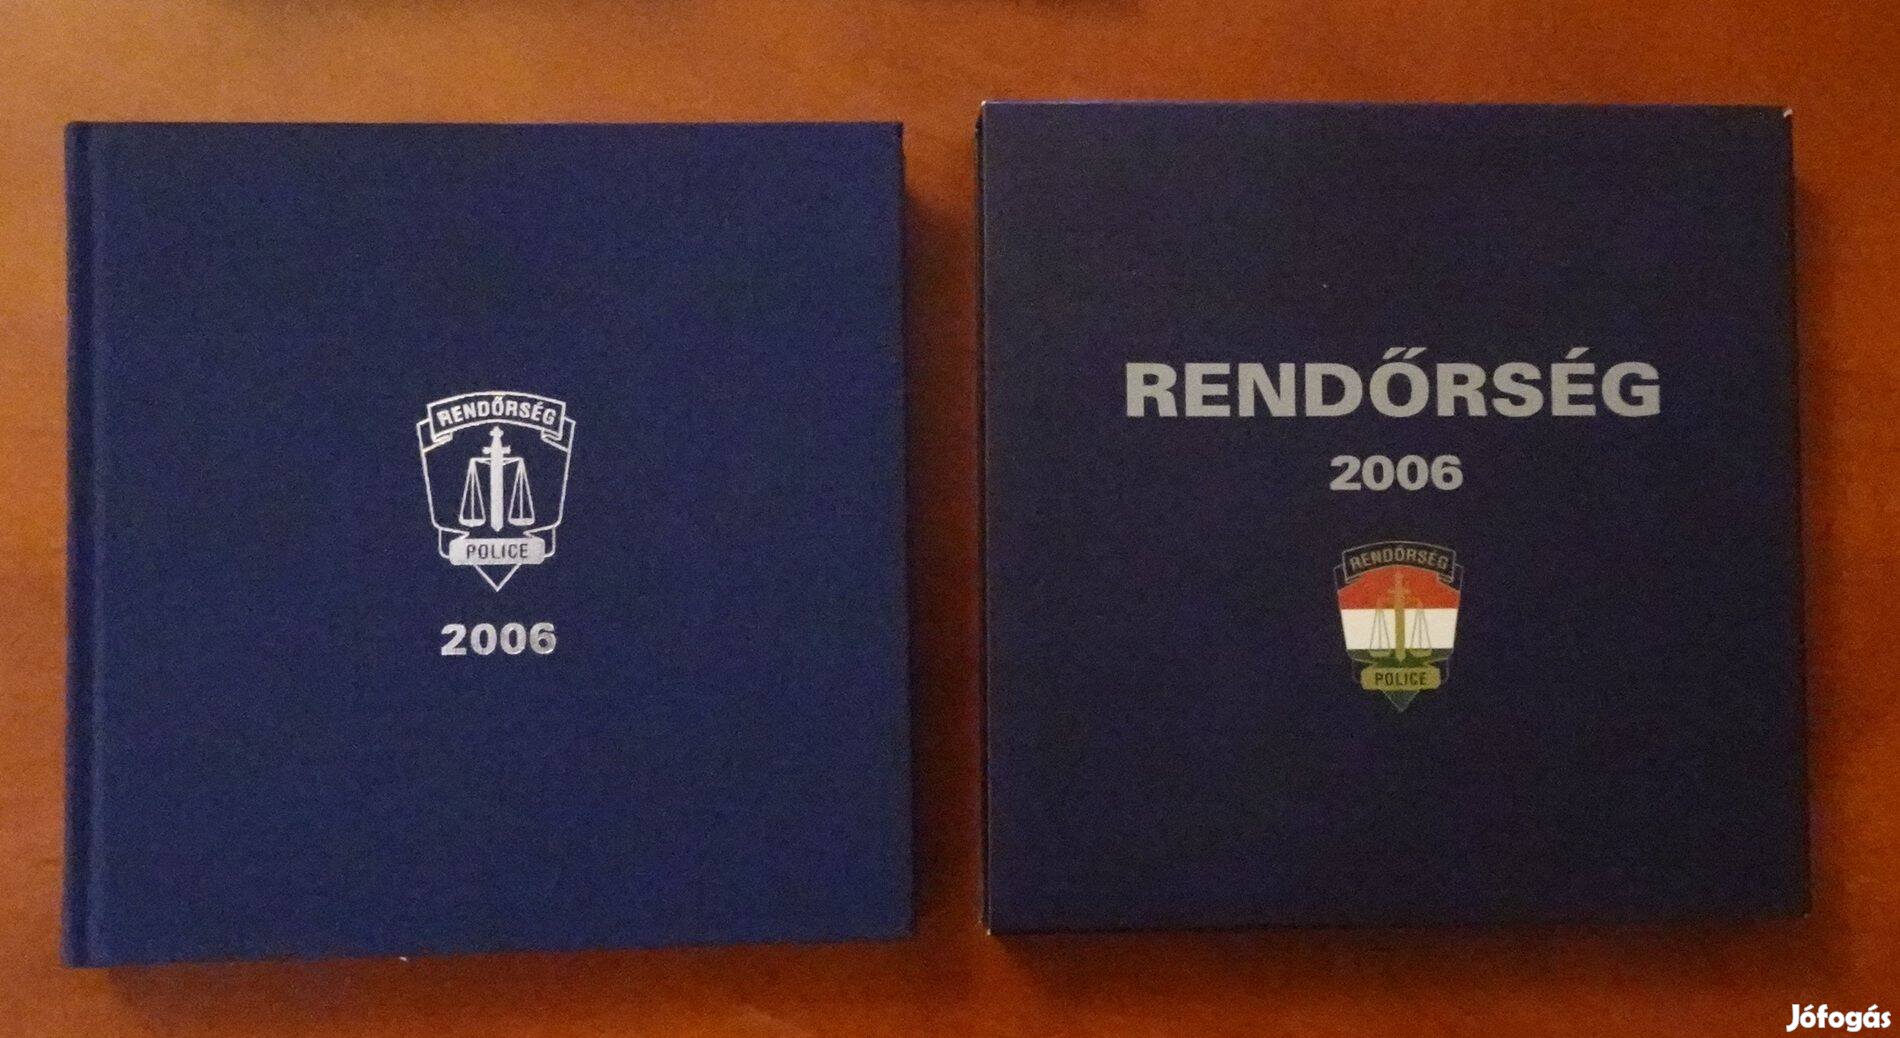 RENDŐRSÉG
POLICE
2006
RENDŐRSÉG
2006
RENDŐRSÉG
POLICE
Jófogás